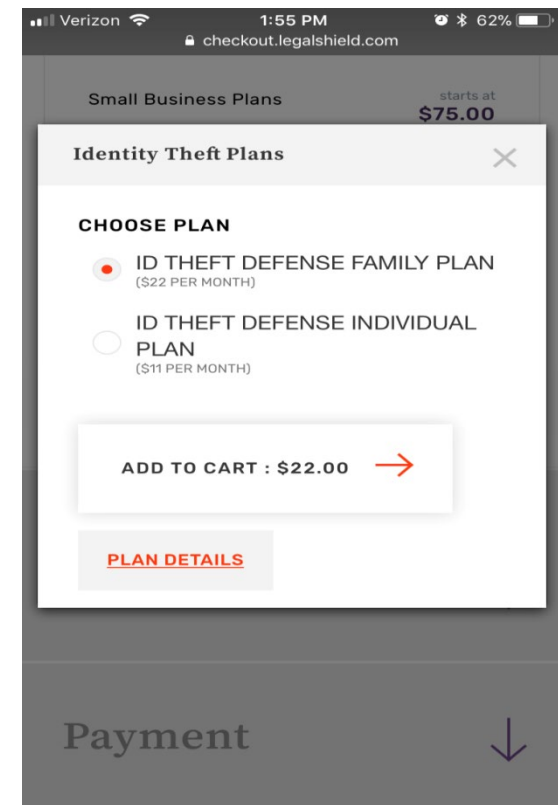 Verizon 1:55 PM 62%
checkout.legalshield.com
Small Business Plans starts at
$75.00
Identity Theft Plans
CHOOSE PLAN
ID THEFT DEFENSE FAMILY PLAN
($22 PER MONTH)
ID THEFT DEFENSE INDIVIDUAL
PLAN
($11 PER MONTH)
ADD TO CART : $22.00
PLAN DETAILS
Payment